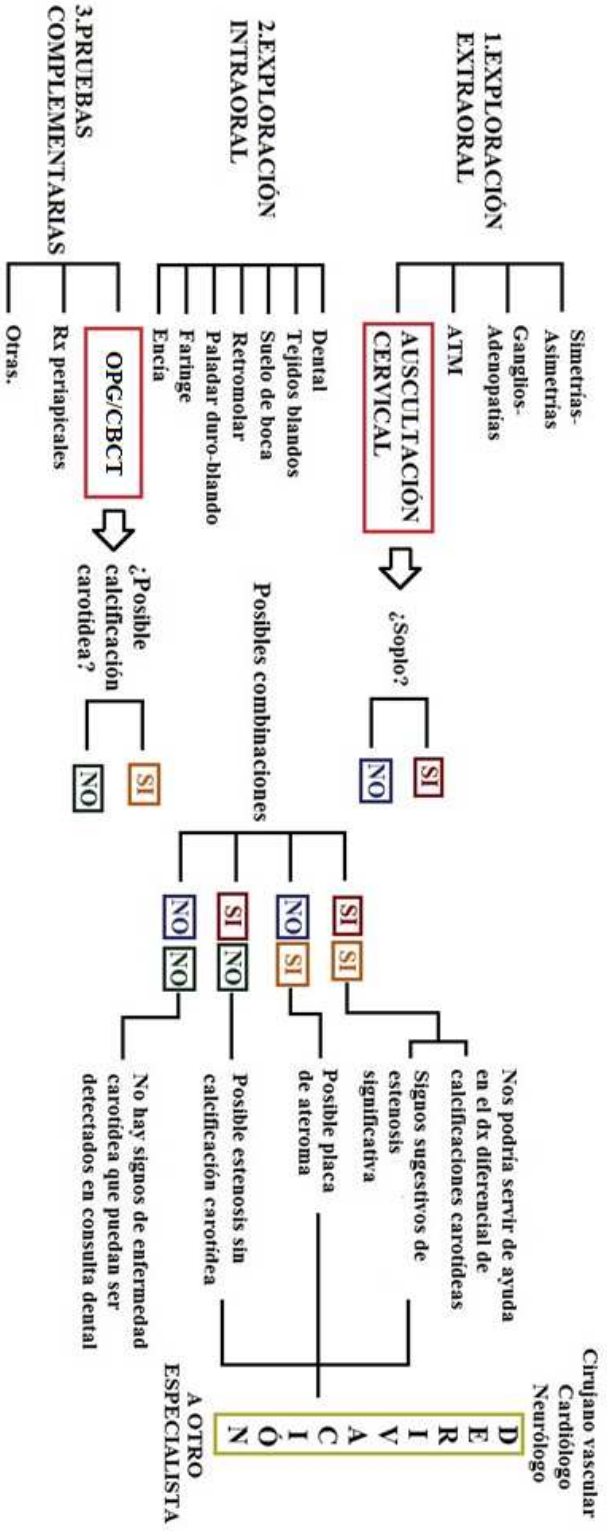 1.EXPLORACIÓN
EXTRAORAL
Simetrías-
Asimetrías
Ganglios-
Adenopatías
ATM
AUSCULTACIÓN
CERVICAL
¿Soplo?
SI
NO
2.EXPLORACIÓN
INTRAORAL
Dental
Tejidos blandos
Suelo de boca
Retromolar
Paladar duro-blando
Faringe
Encía
3.PRUEBAS
COMPLEMENTARIAS
OPG/CBCT
Rx periapicales
Otras.
¿Posible
calcificación
carotídea?
SI
NO
Posibles combinaciones
SI SI
NO SI
SI NO
NO NO
Nos podría servir de ayuda
en el dx diferencial de
calcificaciones carotídeas
Signos sugestivos de
estenosis
significativa
Posible placa
de ateroma
Posible estenosis sin
calcificación carotídea
No hay signos de enfermedad
carotídea que puedan ser
detectados en consulta dental
Cirujano vascular
Cardiólogo
Neurólogo
DERIVACIÓN
A OTRO
ESPECIALISTA